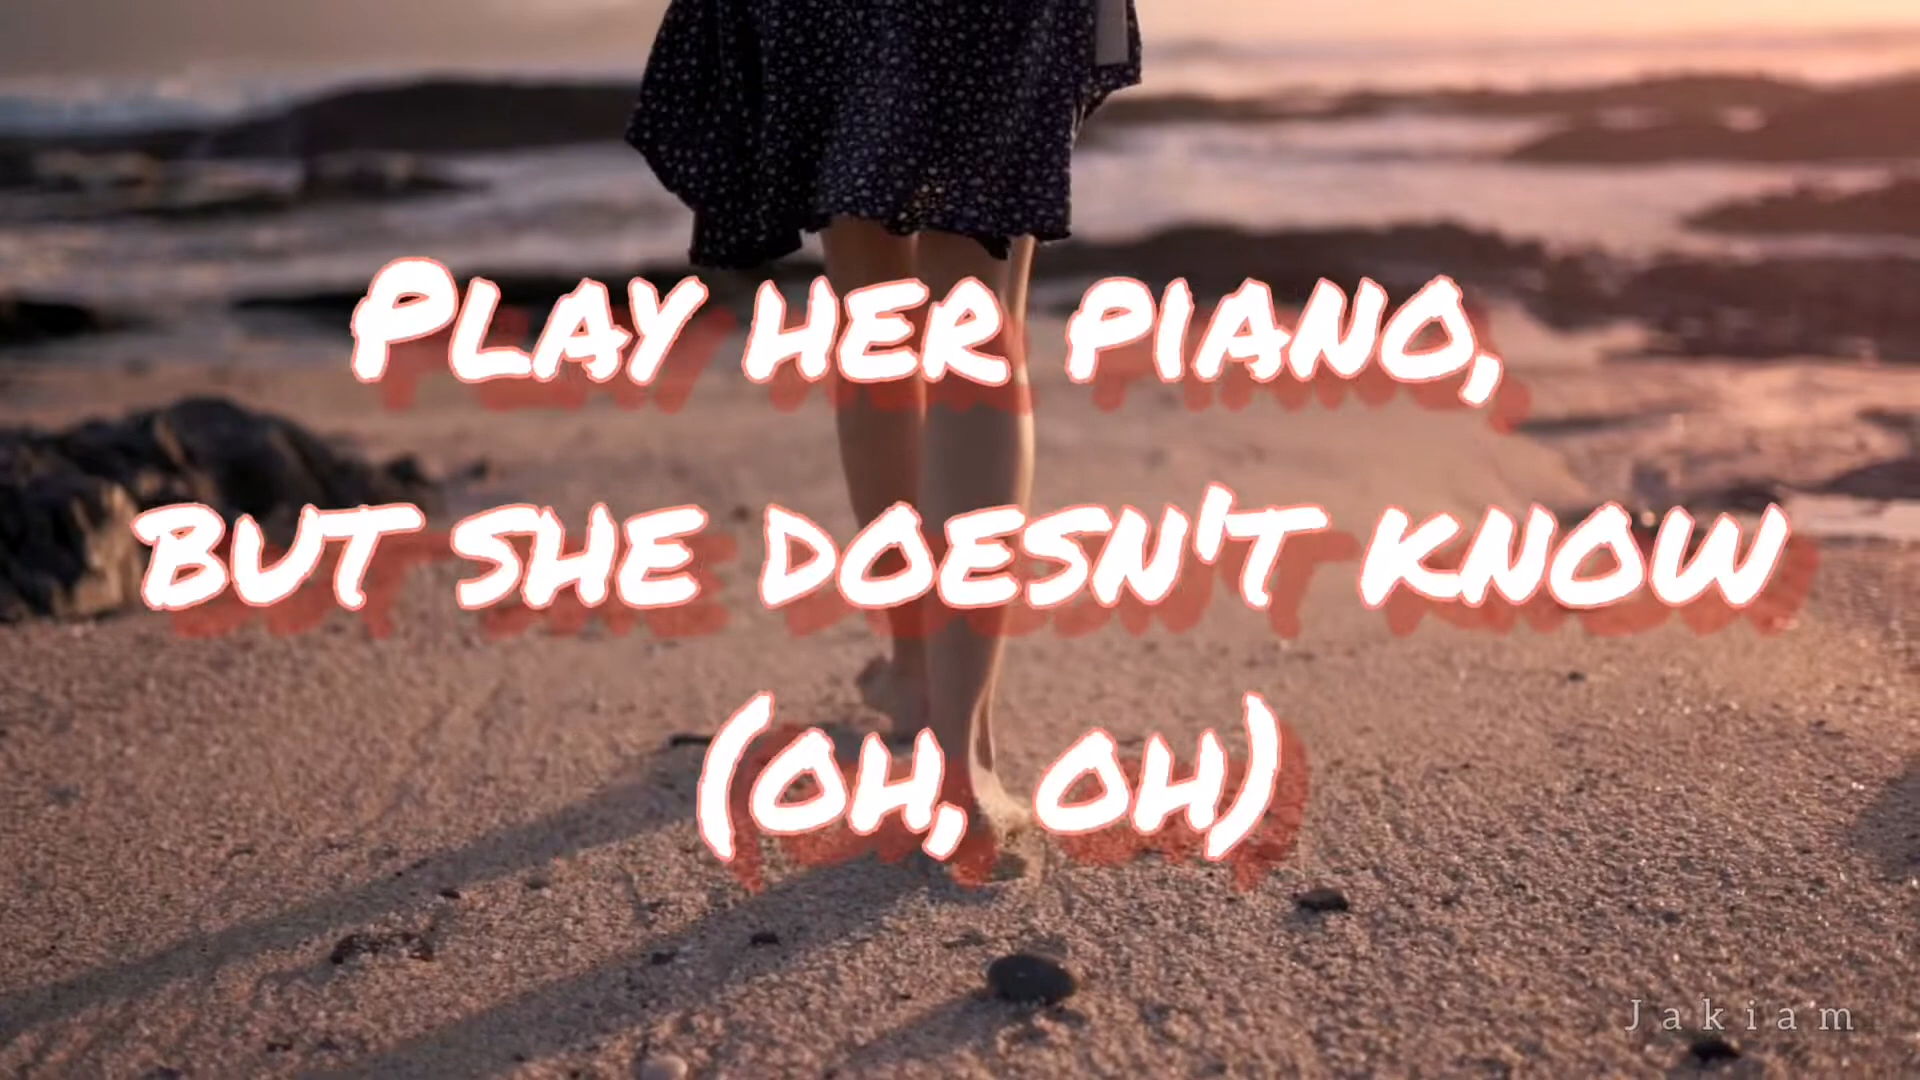 Play her piano,
but she doesn't know
(oh, oh)
Jakiam